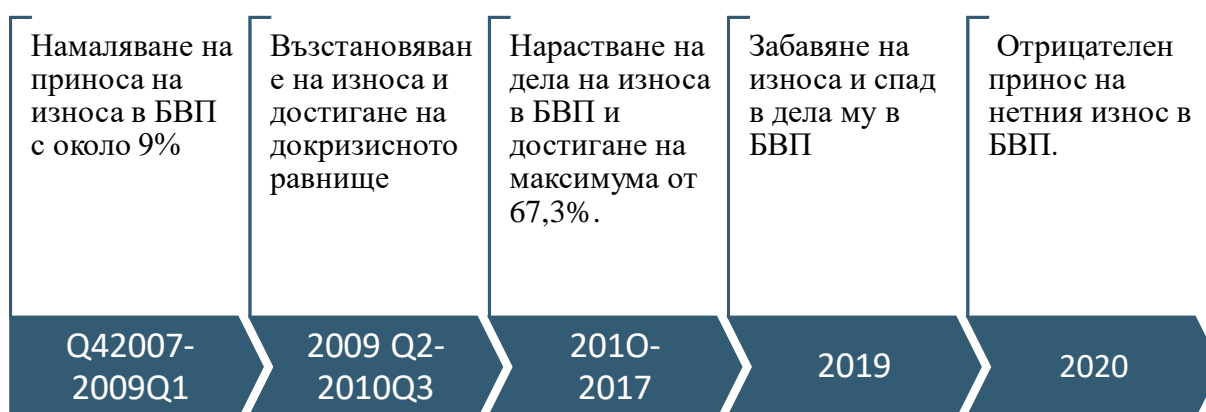 Намаляване на
приноса на
износа в БВП
с около 9%
Възстановяван
е на износа и
достигане на
докризисното
равнище
Нарастване на
дела на износа
в БВП и
достигане на
максимума от
67,3%.
Забавяне на
износа и спад
в дела му в
БВП
Отрицателен
принос на
нетния износ в
БВП.
Q42007-
2009Q1
2009 Q2-
2010Q3
201O-
2017
2019
2020